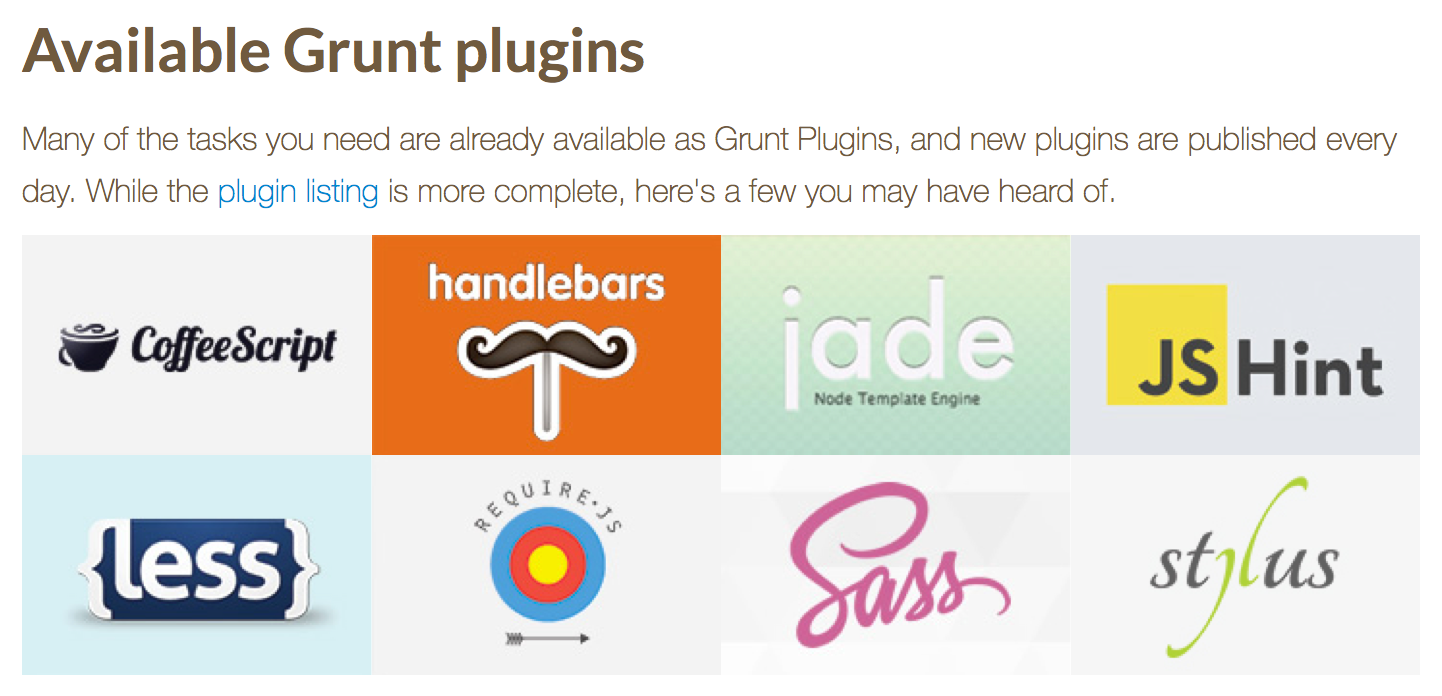 Available Grunt plugins
Many of the tasks you need are already available as Grunt Plugins, and new plugins are published every
day. While the plugin listing is more complete, here's a few you may have heard of.
CoffeeScript
handlebars
jade
Node Template Engine
JSHint
{less}
REQUIRE·JS
Sass
stylus